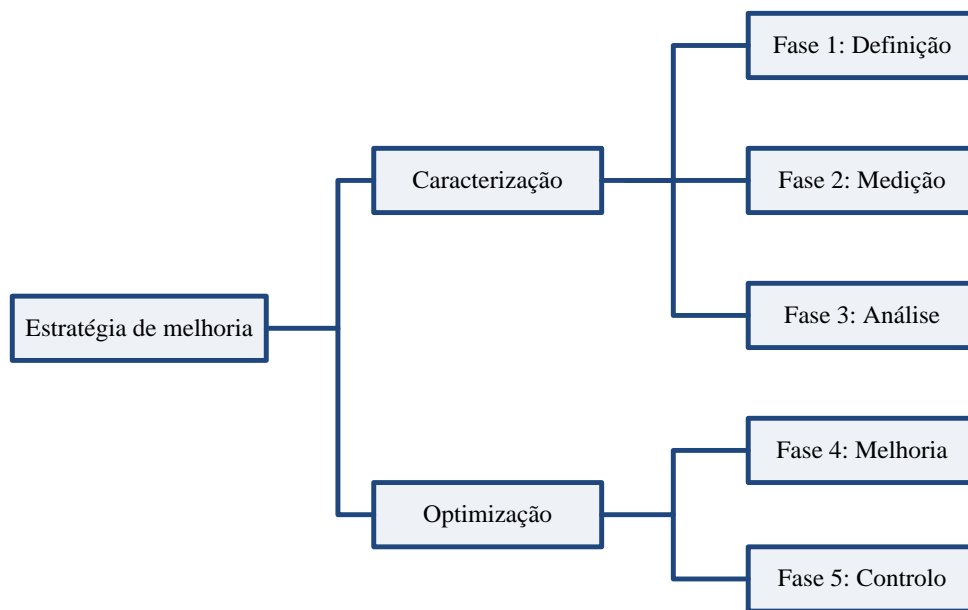 Estratégia de melhoria
Caracterização
Fase 1: Definição
Fase 2: Medição
Fase 3: Análise
Optimização
Fase 4: Melhoria
Fase 5: Controlo